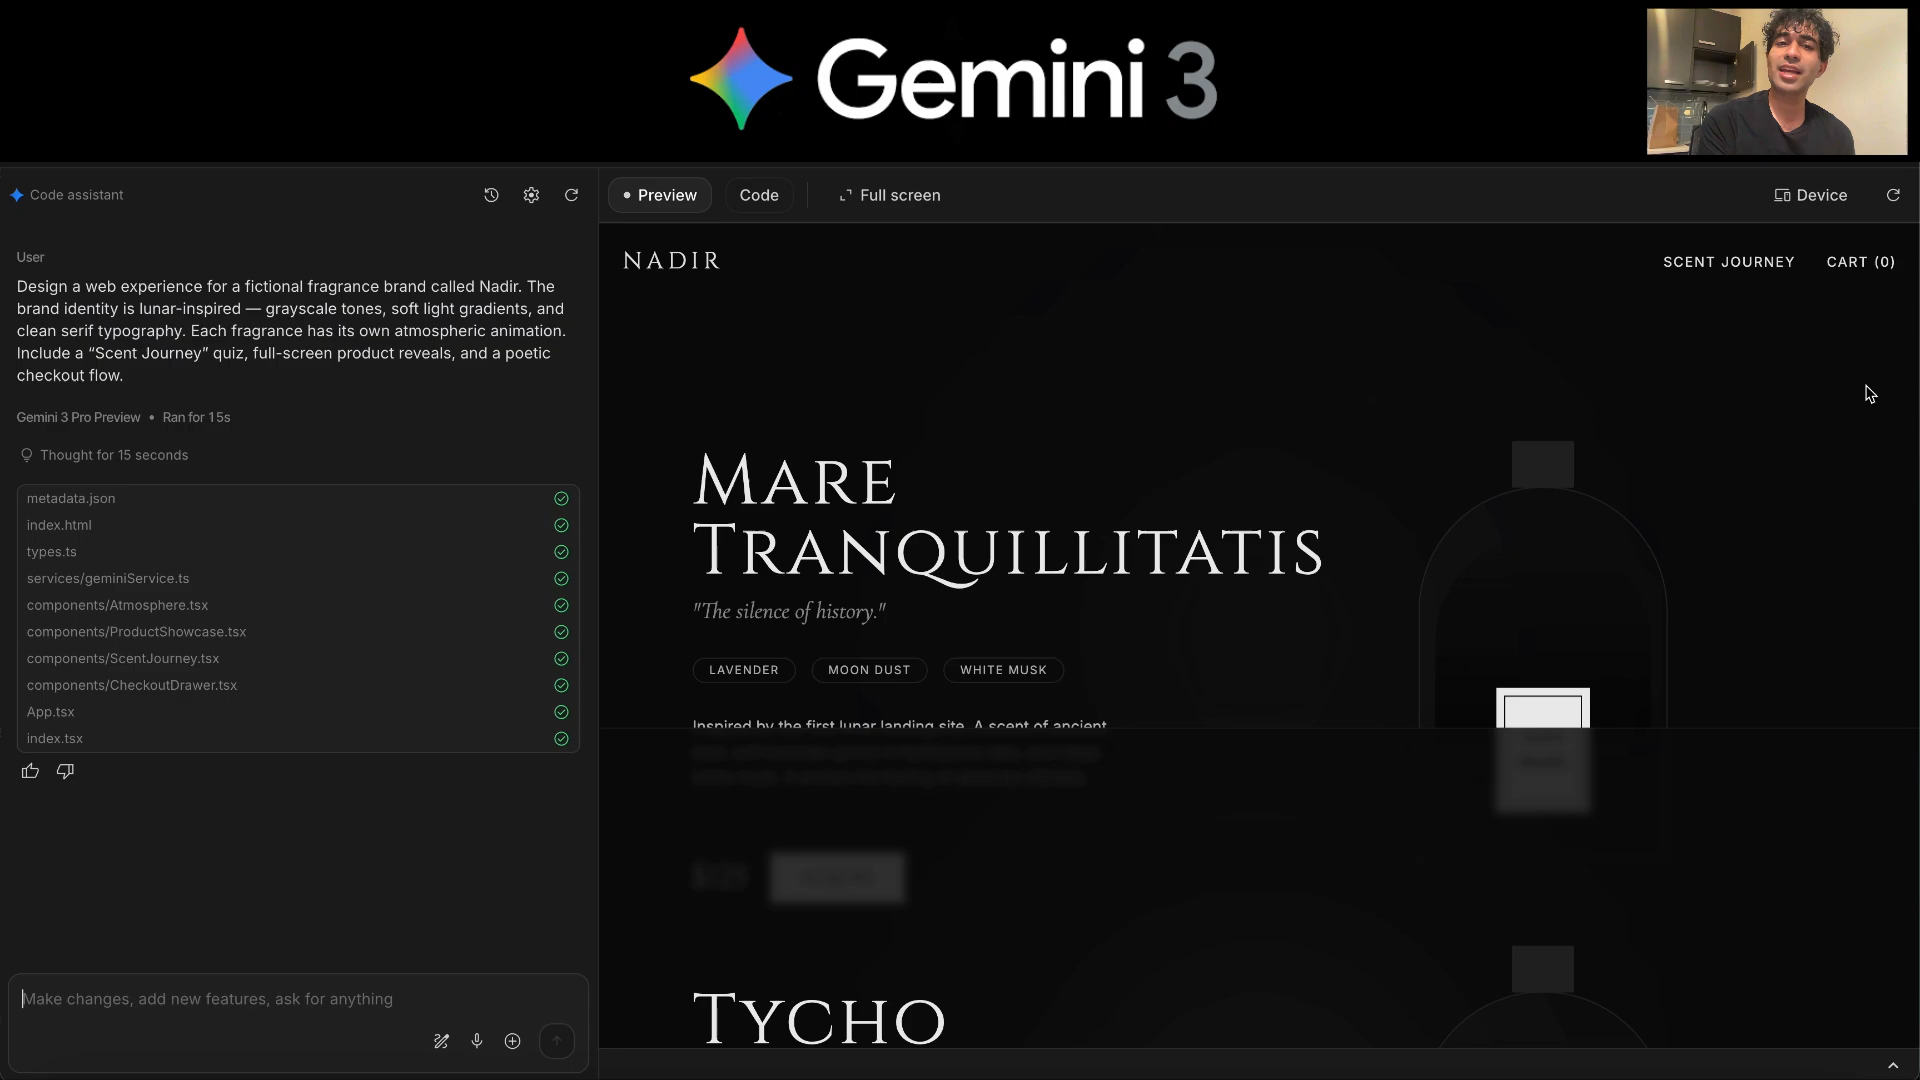 Gemini 3
Code assistant
Preview
Code
Full screen
Device
User
Design a web experience for a fictional fragrance brand called Nadir. The
brand identity is lunar-inspired — grayscale tones, soft light gradients, and
clean serif typography. Each fragrance has its own atmospheric animation.
Include a “Scent Journey” quiz, full-screen product reveals, and a poetic
checkout flow.
Gemini 3 Pro Preview • Ran for 15s
Thought for 15 seconds
metadata.json
index.html
types.ts
services/geminiService.ts
components/Atmosphere.tsx
components/ProductShowcase.tsx
components/ScentJourney.tsx
components/CheckoutDrawer.tsx
App.tsx
index.tsx
Make changes, add new features, ask for anything
NADIR
SCENT JOURNEY
CART (0)
MARE
TRANQUILLITATIS
"The silence of history."
LAVENDER
MOON DUST
WHITE MUSK
Inspired by the first lunar landing site. A scent of ancient
TYCHO